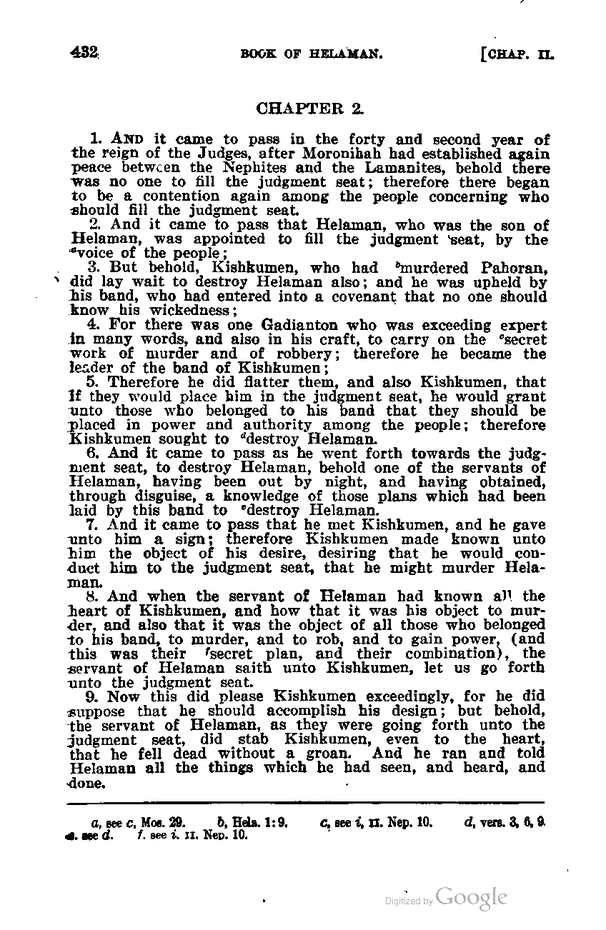 432 BOOK OF HELAMAN. [CHAP. II.
CHAPTER 2.
1. AND it came to pass in the forty and second year of
the reign of the Judges, after Moronihah had established again
peace between the Nephites and the Lamanites, behold there
was no one to fill the judgment seat; therefore there began
to be a contention again among the people concerning who
should fill the judgment seat.
2. And it came to pass that Helaman, who was the son of
Helaman, was appointed to fill the judgment seat, by the
ᵃvoice of the people;
3. But behold, Kishkumen, who had ᵇmurdered Pahoran,
did lay wait to destroy Helaman also; and he was upheld by
his band, who had entered into a covenant that no one should
know his wickedness;
4. For there was one Gadianton who was exceeding expert
in many words, and also in his craft, to carry on the ᶜsecret
work of murder and of robbery; therefore he became the
leader of the band of Kishkumen;
5. Therefore he did flatter them, and also Kishkumen, that
if they would place him in the judgment seat, he would grant
unto those who belonged to his band that they should be
placed in power and authority among the people; therefore
Kishkumen sought to ᵈdestroy Helaman.
6. And it came to pass as he went forth towards the judg-
ment seat, to destroy Helaman, behold one of the servants of
Helaman, having been out by night, and having obtained,
through disguise, a knowledge of those plans which had been
laid by this band to ᵉdestroy Helaman.
7. And it came to pass that he met Kishkumen, and he gave
unto him a sign; therefore Kishkumen made known unto
him the object of his desire, desiring that he would con-
duct him to the judgment seat, that he might murder Hela-
man.
8. And when the servant of Helaman had known all the
heart of Kishkumen, and how that it was his object to mur-
der, and also that it was the object of all those who belonged
to his band, to murder, and to rob, and to gain power, (and
this was their ᶠsecret plan, and their combination), the
servant of Helaman saith unto Kishkumen, let us go forth
unto the judgment seat.
9. Now this did please Kishkumen exceedingly, for he did
suppose that he should accomplish his design; but behold,
the servant of Helaman, as they were going forth unto the
judgment seat, did stab Kishkumen, even to the heart,
that he fell dead without a groan. And he ran and told
Helaman all the things which he had seen, and heard, and
done.
a, see c, Mos. 29. b, Hela. 1:9. c, see i, II. Nep. 10. d, vers. 3, 6, 9.
e. see d. f. see i. II. Nep. 10.
Digitized by Google